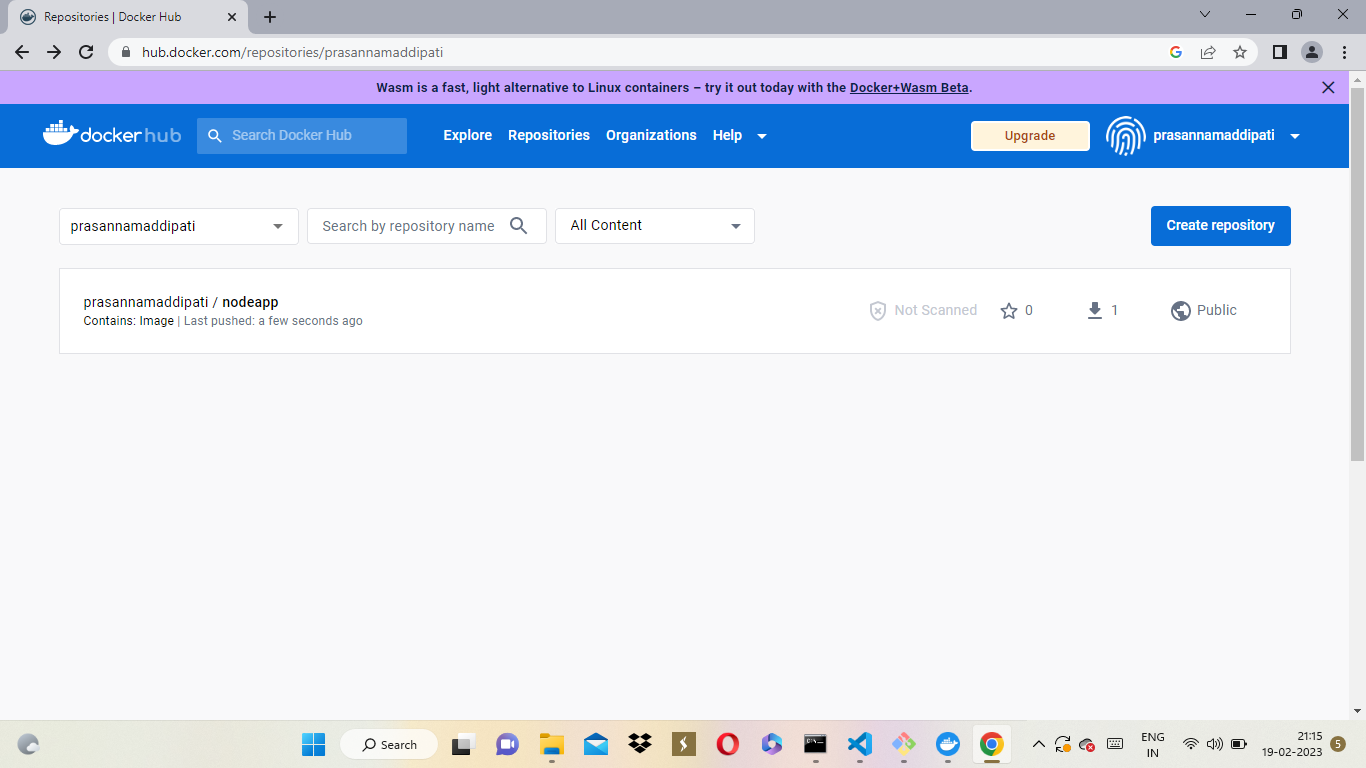 Repositories | Docker Hub
hub.docker.com/repositories/prasannamaddipati
Wasm is a fast, light alternative to Linux containers – try it out today with the Docker+Wasm Beta.
docker hub Search Docker Hub Explore Repositories Organizations Help Upgrade prasannamaddipati
prasannamaddipati Search by repository name All Content Create repository
prasannamaddipati / nodeapp
Contains: Image | Last pushed: a few seconds ago
Not Scanned 0 1 Public
Search
ENG
IN
21:15
19-02-2023
5